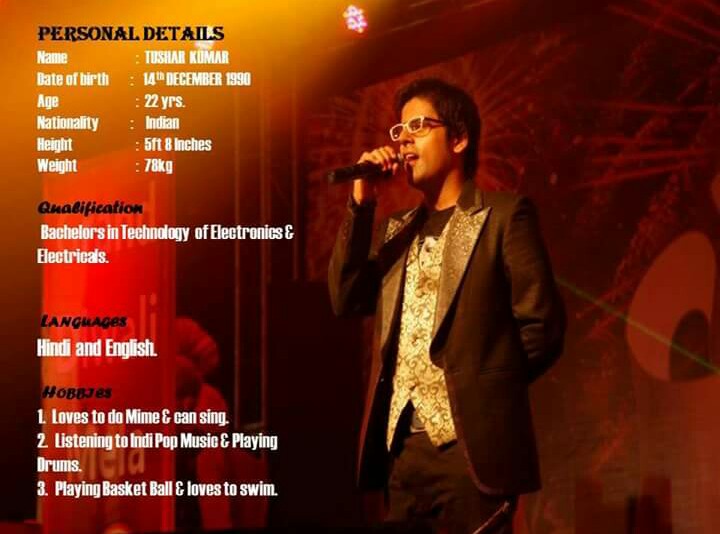 PERSONAL DETAILS
Name : TUSHAR KUMAR
Date of birth : 14th DECEMBER 1990
Age : 22 yrs.
Nationality : Indian
Height : 5ft 8 Inches
Weight : 78kg
Qualification
Bachelors in Technology of Electronics &
Electricals.
Languages
Hindi and English.
Hobbies
1. Loves to do Mime & can sing.
2. Listening to Indi Pop Music & Playing
Drums.
3. Playing Basket Ball & loves to swim.
Mela